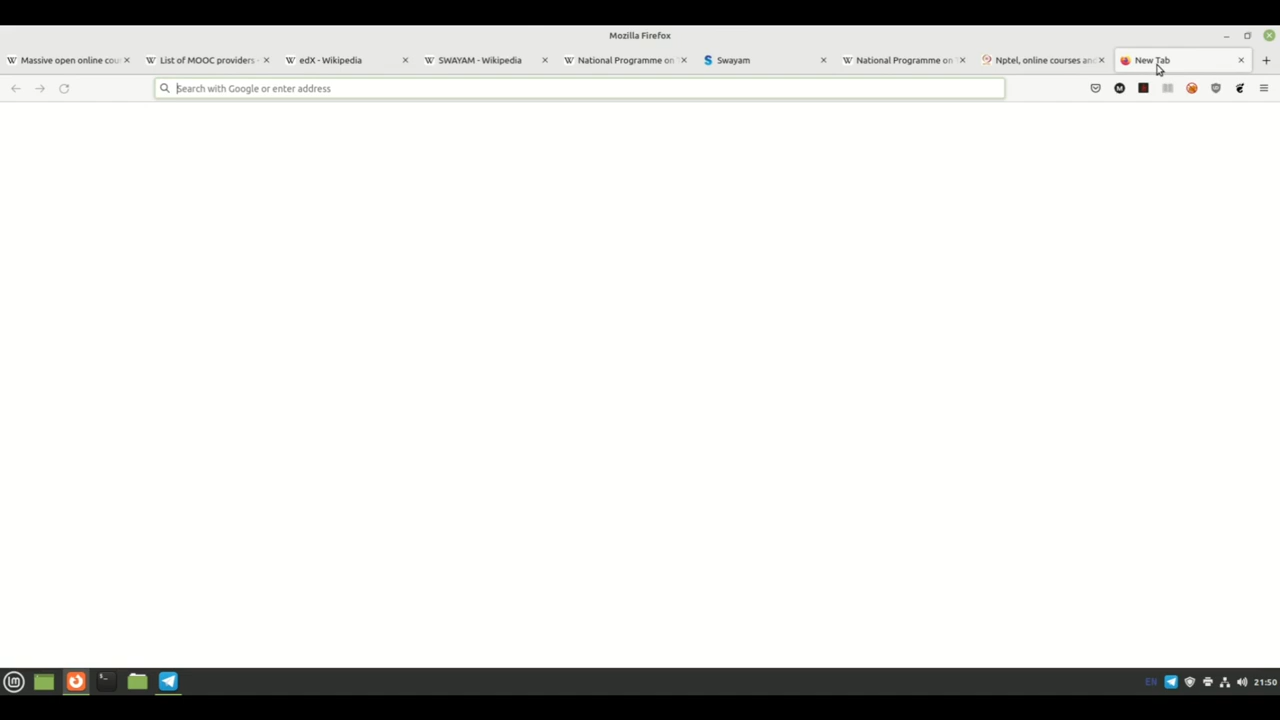 Mozilla Firefox
Massive open online cou
List of MOOC providers -
edX - Wikipedia
SWAYAM - Wikipedia
National Programme on
Swayam
National Programme on
Nptel, online courses an
New Tab
Search with Google or enter address
EN
21:50